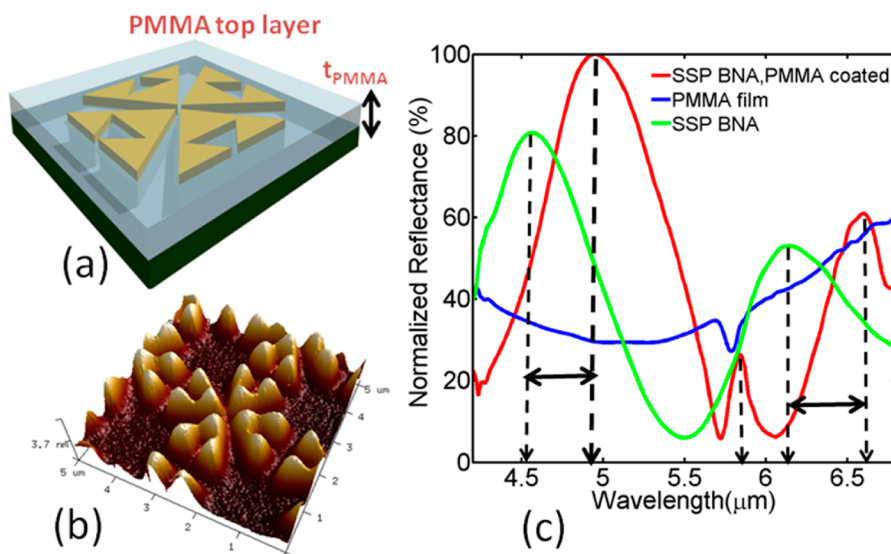 PMMA top layer
tPMMA
(a)
3.7 nm
5 um
4
3
2
1
5 um
4
3
2
1
(b)
100
80
60
40
20
0
Normalized Reflectance (%)
SSP BNA,PMMA coated
PMMA film
SSP BNA
4.5
5
5.5
6
6.5
Wavelength(μm)
(c)